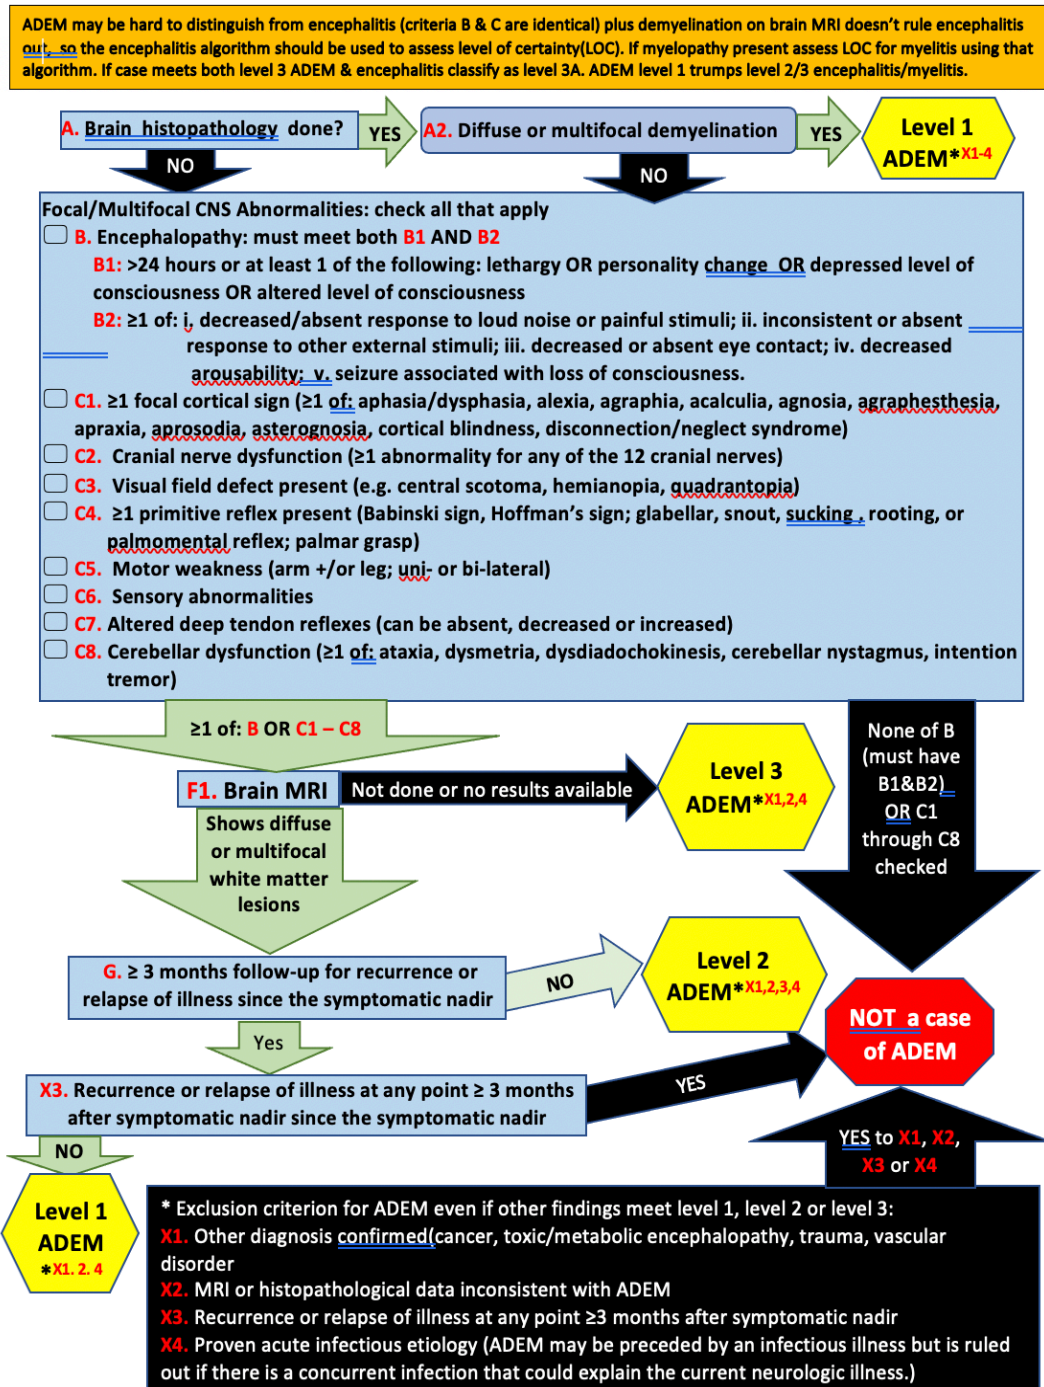 ADEM may be hard to distinguish from encephalitis (criteria B & C are identical) plus demyelination on brain MRI doesn't rule encephalitis
out,  so the encephalitis algorithm should be used to assess level of certainty(LOC). If myelopathy present assess LOC for myelitis using that
algorithm. If case meets both level 3 ADEM & encephalitis classify as level 3A. ADEM level 1 trumps level 2/3 encephalitis/myelitis.
A. Brain histopathology done?
YES
A2. Diffuse or multifocal demyelination
YES
Level 1
ADEM*X1-4
NO
NO
Focal/Multifocal CNS Abnormalities: check all that apply
B. Encephalopathy: must meet both B1 AND B2
B1: >24 hours or at least 1 of the following: lethargy OR personality change OR depressed level of
consciousness OR altered level of consciousness
B2: ≥1 of: i. decreased/absent response to loud noise or painful stimuli; ii. inconsistent or absent
response to other external stimuli; iii. decreased or absent eye contact; iv. decreased
arousability; v. seizure associated with loss of consciousness.
C1. ≥1 focal cortical sign (≥1 of: aphasia/dysphasia, alexia, agraphia, acalculia, agnosia, agraphesthesia,
apraxia, aprosodia, asterognosia, cortical blindness, disconnection/neglect syndrome)
C2. Cranial nerve dysfunction (≥1 abnormality for any of the 12 cranial nerves)
C3. Visual field defect present (e.g. central scotoma, hemianopia, quadrantopia)
C4. ≥1 primitive reflex present (Babinski sign, Hoffman's sign; glabellar, snout, sucking , rooting, or
palmomental reflex; palmar grasp)
C5. Motor weakness (arm +/or leg; uni- or bi-lateral)
C6. Sensory abnormalities
C7. Altered deep tendon reflexes (can be absent, decreased or increased)
C8. Cerebellar dysfunction (≥1 of: ataxia, dysmetria, dysdiadochokinesis, cerebellar nystagmus, intention
tremor)
≥1 of: B OR C1 – C8
None of B
(must have
B1&B2)
OR C1
through C8
checked
F1. Brain MRI
Not done or no results available
Level 3
ADEM*X1,2,4
Shows diffuse
or multifocal
white matter
lesions
G. ≥ 3 months follow-up for recurrence or
relapse of illness since the symptomatic nadir
NO
Level 2
ADEM*X1,2,3,4
Yes
NOT a case
of ADEM
X3. Recurrence or relapse of illness at any point ≥ 3 months
after symptomatic nadir since the symptomatic nadir
YES
NO
YES to X1, X2,
X3 or X4
Level 1
ADEM
*X1. 2. 4
* Exclusion criterion for ADEM even if other findings meet level 1, level 2 or level 3:
X1. Other diagnosis confirmed(cancer, toxic/metabolic encephalopathy, trauma, vascular
disorder
X2. MRI or histopathological data inconsistent with ADEM
X3. Recurrence or relapse of illness at any point ≥3 months after symptomatic nadir
X4. Proven acute infectious etiology (ADEM may be preceded by an infectious illness but is ruled
out if there is a concurrent infection that could explain the current neurologic illness.)